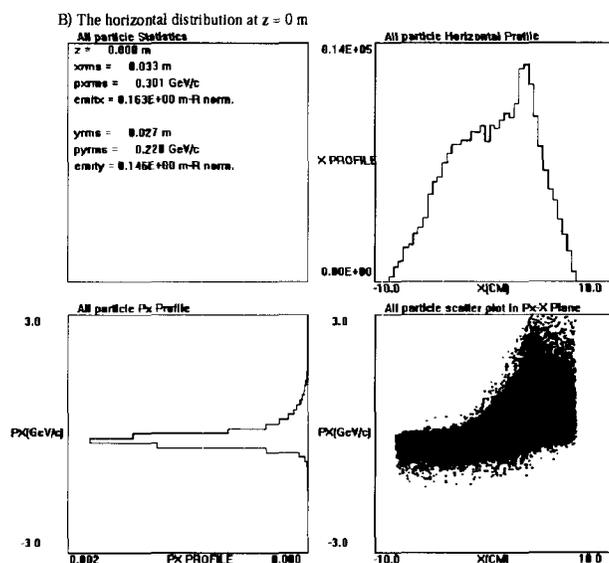 B) The horizontal distribution at z = 0 m
All particle Statistics
z = 0.000 m
xrms = 0.033 m
pxrms = 0.301 GeV/c
emitx = 0.163E+00 m-R norm.
yrms = 0.027 m
pyrms = 0.220 GeV/c
emity = 0.146E+00 m-R norm.
All particle Horizontal Profile
0.14E+05
X PROFILE
0.00E+00
-10.0 X(CM) 10.0
All particle Px Profile
3.0
PX(GeV/c)
-3.0
0.002 PX PROFILE 0.000
All particle scatter plot in Px-X Plane
3.0
PX(GeV/c)
-3.0
-10.0 X(CM) 10.0